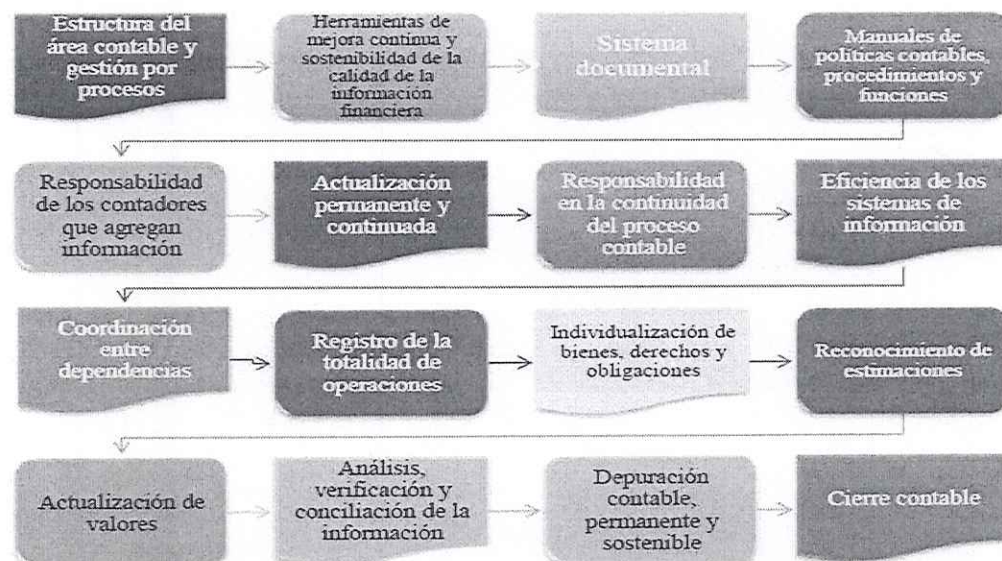 Estructura del
área contable y
gestión por
procesos
Herramientas de
mejora continua y
sostenibilidad de la
calidad de la
información
financiera
Sistema
documental
Manuales de
políticas contables,
procedimientos y
funciones
Responsabilidad
de los contadores
que agregan
información
Actualización
permanente y
continuada
Responsabilidad
en la continuidad
del proceso
contable
Eficiencia de los
sistemas de
información
Coordinación
entre
dependencias
Registro de la
totalidad de
operaciones
Individualización de
bienes, derechos y
obligaciones
Reconocimiento de
estimaciones
Actualización de
valores
Análisis,
verificación y
conciliación de la
información
Depuración
contable,
permanente y
sostenible
Cierre contable